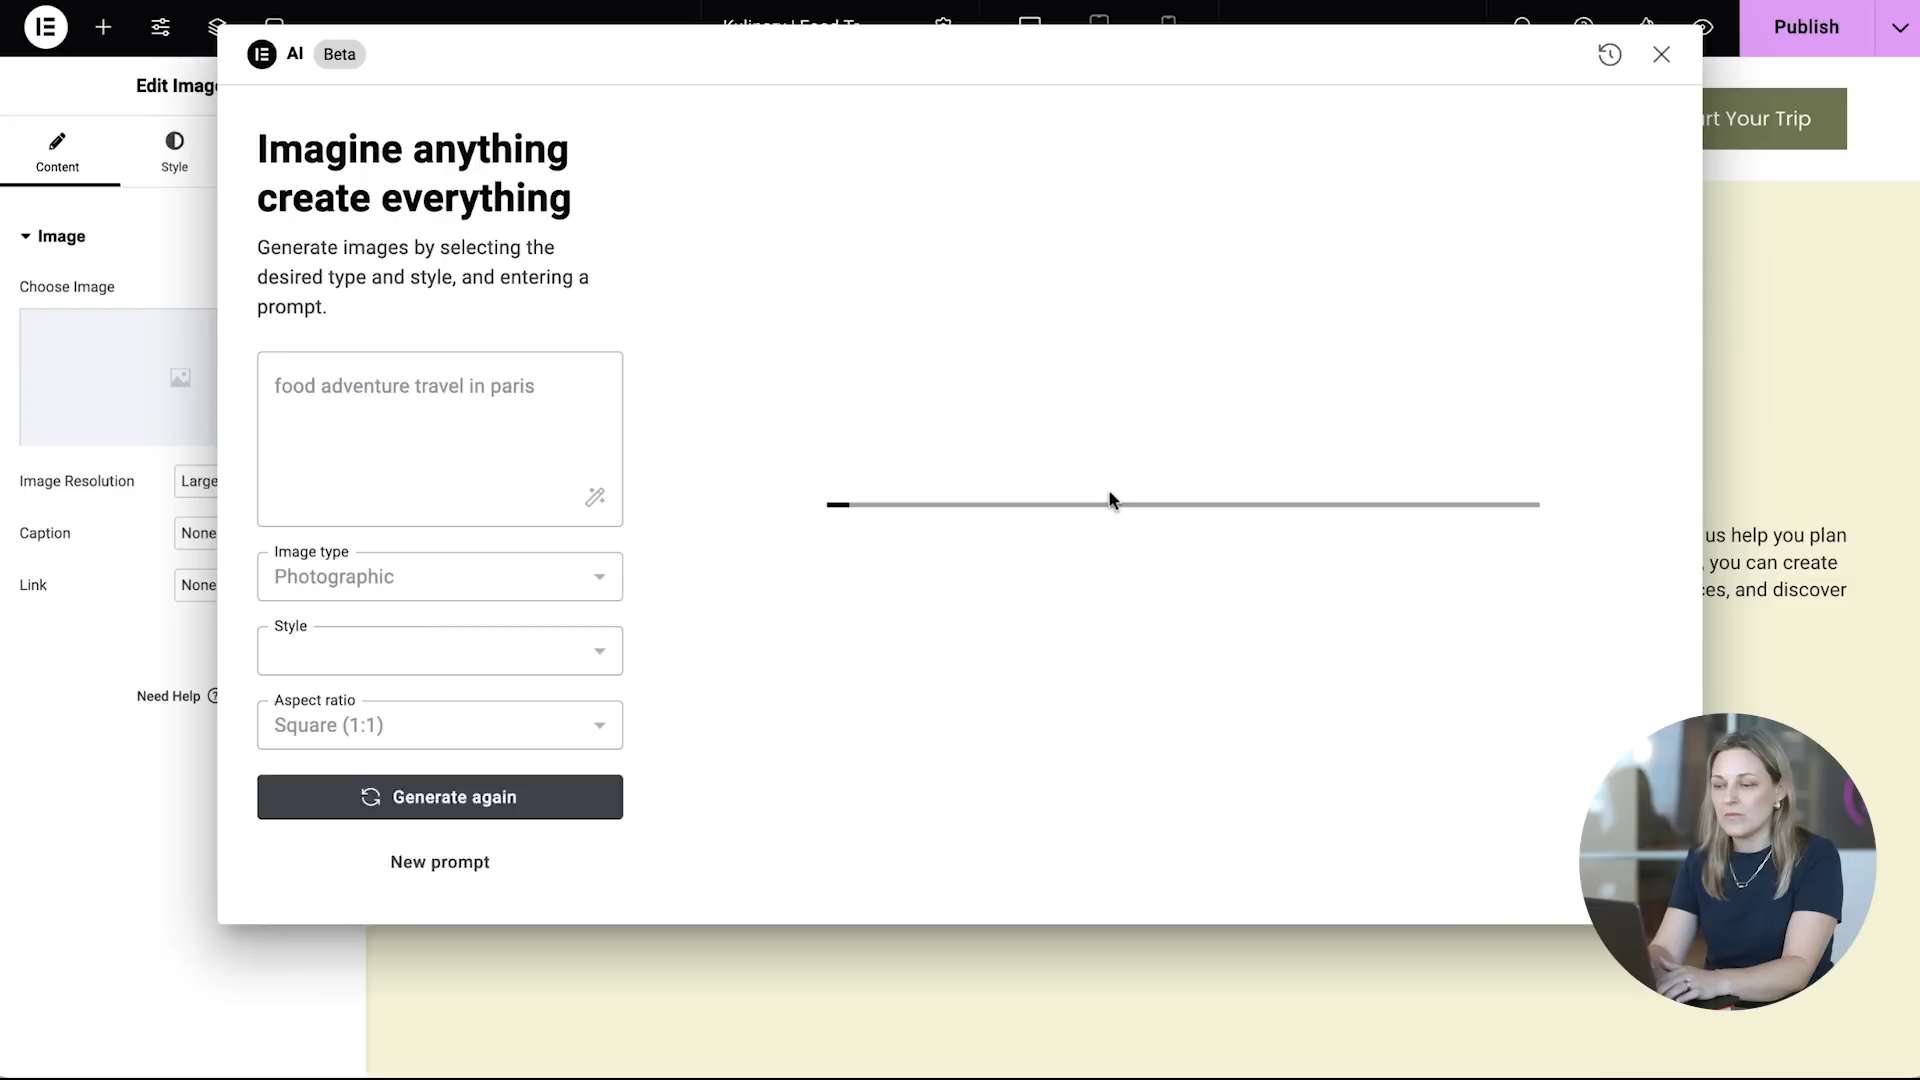 Publish
AI
Beta
Edit Image
rt Your Trip
Content
Style
Imagine anything
create everything
Generate images by selecting the
desired type and style, and entering a
prompt.
Image
Choose Image
food adventure travel in paris
Image Resolution
Large
Caption
None
Link
None
Image type
Photographic
Style
Aspect ratio
Square (1:1)
Need Help
Generate again
New prompt
us help you plan
, you can create
es, and discover